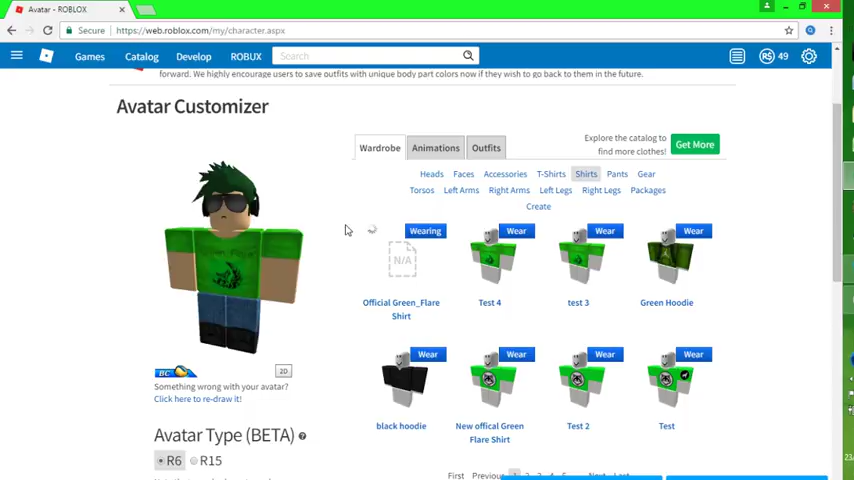 Avatar - ROBLOX
Secure https://web.roblox.com/my/character.aspx
Games Catalog Develop ROBUX Search R$ 49
forward. We highly encourage users to save outfits with unique body part colors now if they wish to go back to them in the future.
Avatar Customizer
Wardrobe Animations Outfits
Explore the catalog to
find more clothes!
Get More
Heads Faces Accessories T-Shirts Shirts Pants Gear
Torsos Left Arms Right Arms Left Legs Right Legs Packages
Create
Wearing Wear Wear Wear
N/A
Official Green_Flare
Shirt
Test 4
test 3
Green Hoodie
Wear Wear Wear Wear
black hoodie
New offical Green
Flare Shirt
Test 2
Test
Green_Flare
BC
2D
Something wrong with your avatar?
Click here to re-draw it!
Avatar Type (BETA) ?
R6 R15
First Previous 1